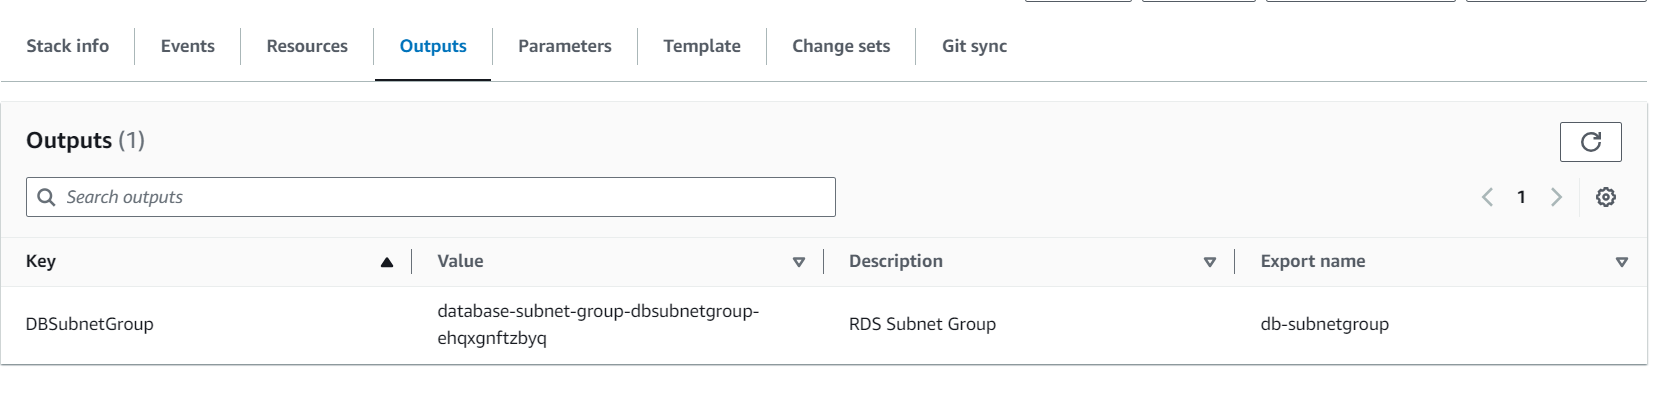 Stack info Events Resources Outputs Parameters Template Change sets Git sync
Outputs (1)
Search outputs
1
Key Value Description Export name
database-subnet-group-dbsubnetgroup-
DBSubnetGroup RDS Subnet Group db-subnetgroup
ehqxgnftzbyq